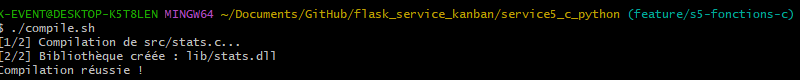 K-EVENT@DESKTOP-K5T8LEN MINGW64 ~/Documents/GitHub/flask_service_kanban/service5_c_python (feature/s5-fonctions-c)
$ ./compile.sh
[1/2] Compilation de src/stats.c...
[2/2] Bibliothèque créée : lib/stats.dll
Compilation réussie !